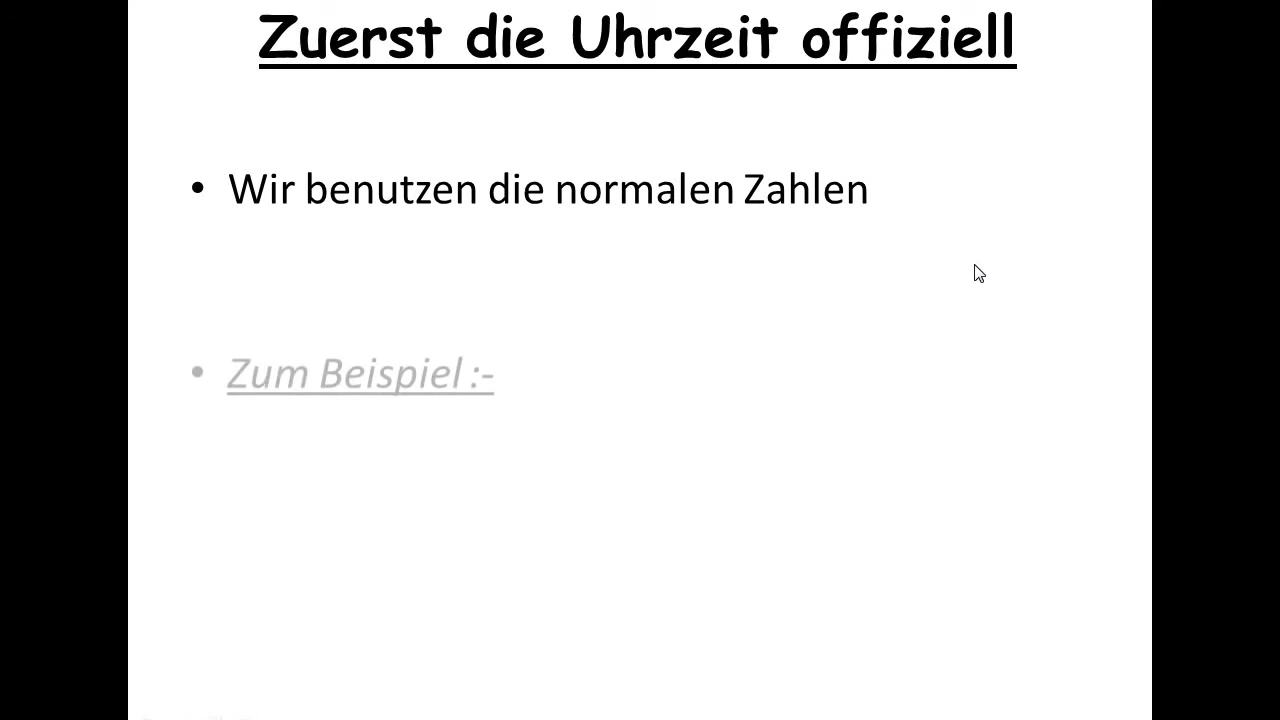 Zuerst die Uhrzeit offiziell
• Wir benutzen die normalen Zahlen
• Zum Beispiel :-